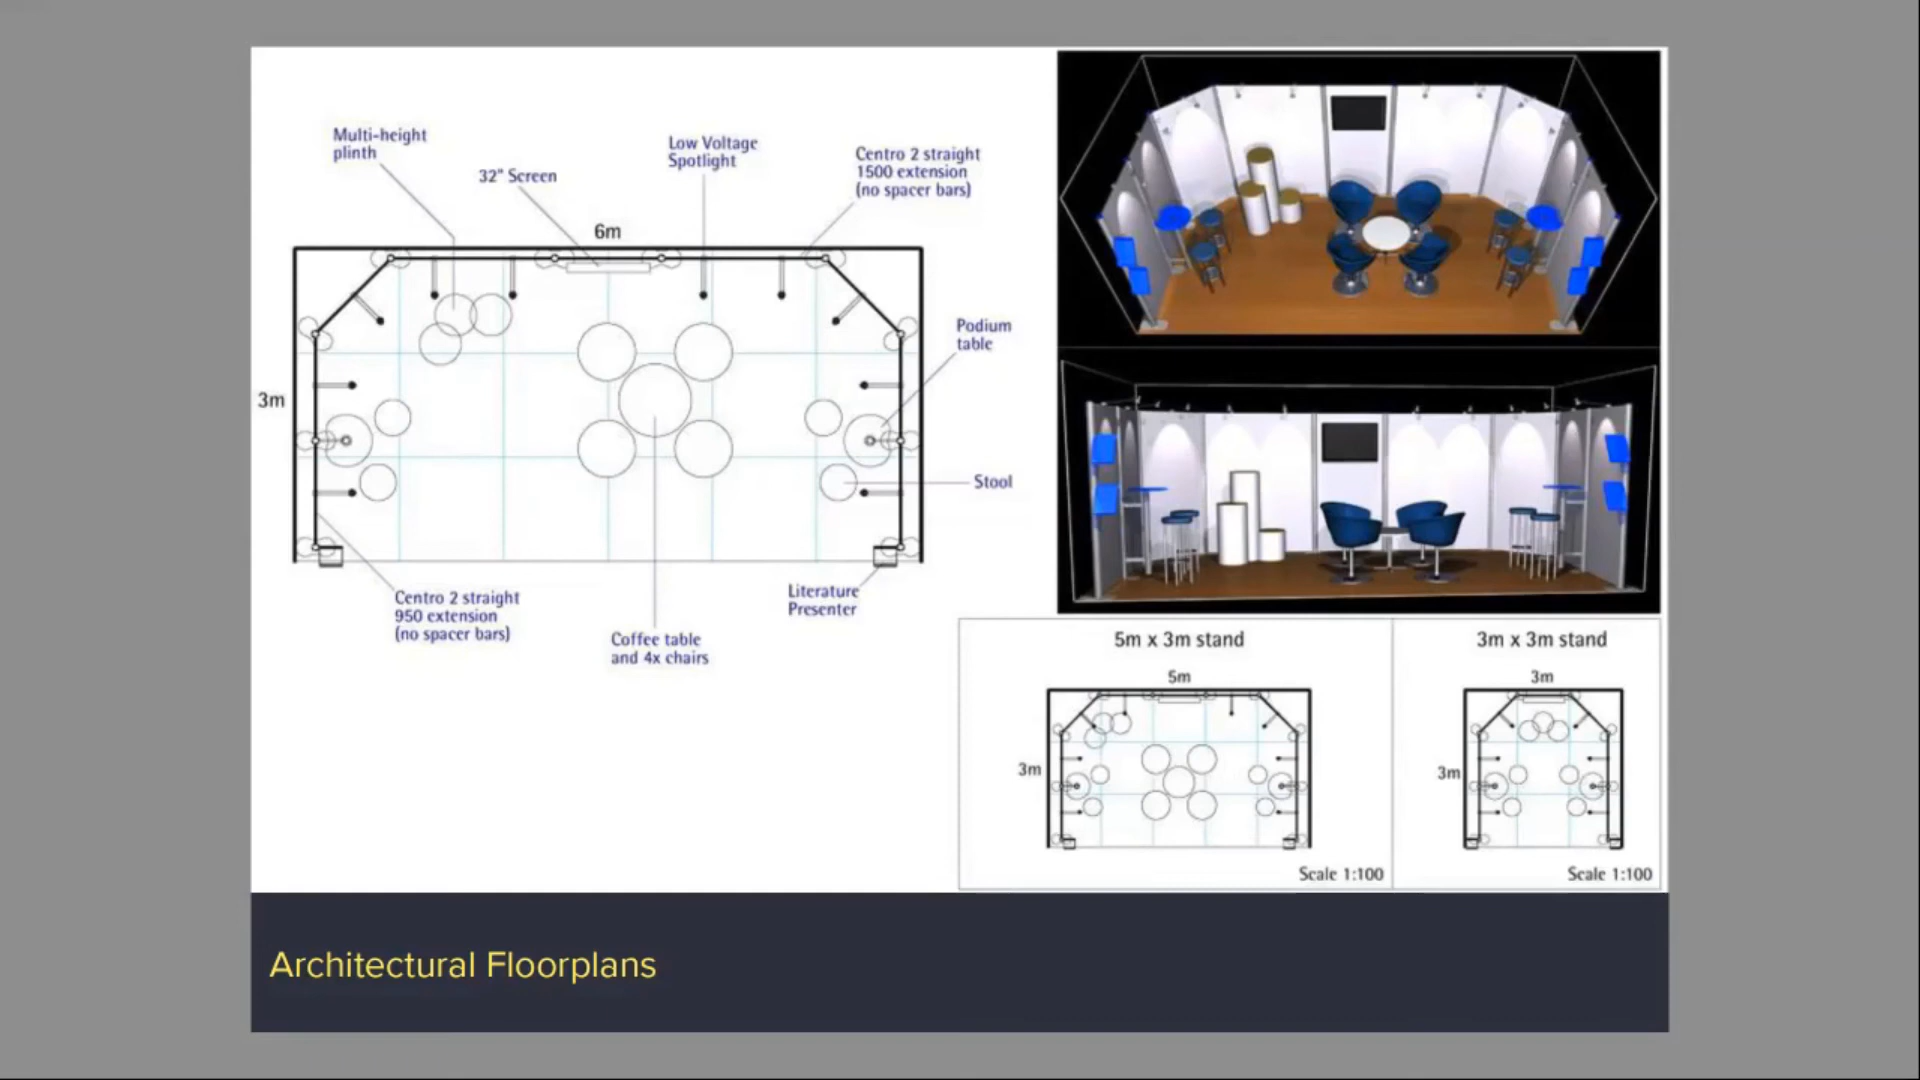 Multi-height
plinth
32" Screen
Low Voltage
Spotlight
Centro 2 straight
1500 extension
(no spacer bars)
6m
Podium
table
3m
Stool
Centro 2 straight
950 extension
(no spacer bars)
Literature
Presenter
Coffee table
and 4x chairs
5m x 3m stand
5m
3m
Scale 1:100
3m x 3m stand
3m
3m
Scale 1:100
Architectural Floorplans